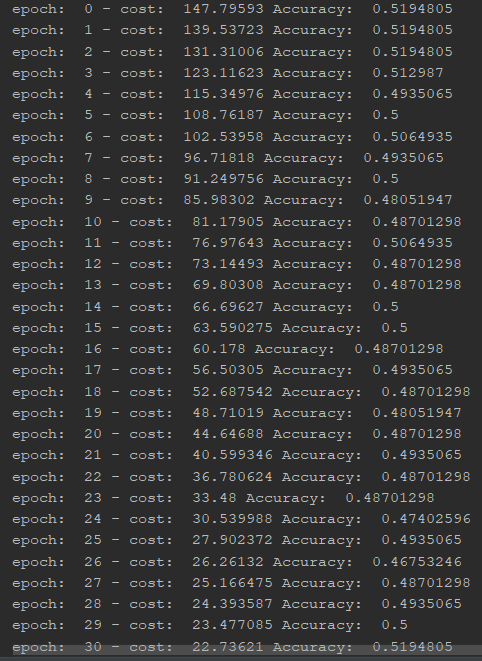 epoch:  0 - cost:  147.79593 Accuracy:  0.5194805
epoch:  1 - cost:  139.53723 Accuracy:  0.5194805
epoch:  2 - cost:  131.31006 Accuracy:  0.5194805
epoch:  3 - cost:  123.11623 Accuracy:  0.512987
epoch:  4 - cost:  115.34976 Accuracy:  0.4935065
epoch:  5 - cost:  108.76187 Accuracy:  0.5
epoch:  6 - cost:  102.53958 Accuracy:  0.5064935
epoch:  7 - cost:  96.71818 Accuracy:  0.4935065
epoch:  8 - cost:  91.249756 Accuracy:  0.5
epoch:  9 - cost:  85.98302 Accuracy:  0.48051947
epoch:  10 - cost:  81.17905 Accuracy:  0.48701298
epoch:  11 - cost:  76.97643 Accuracy:  0.5064935
epoch:  12 - cost:  73.14493 Accuracy:  0.48701298
epoch:  13 - cost:  69.80308 Accuracy:  0.48701298
epoch:  14 - cost:  66.69627 Accuracy:  0.5
epoch:  15 - cost:  63.590275 Accuracy:  0.5
epoch:  16 - cost:  60.178 Accuracy:  0.48701298
epoch:  17 - cost:  56.50305 Accuracy:  0.4935065
epoch:  18 - cost:  52.687542 Accuracy:  0.48701298
epoch:  19 - cost:  48.71019 Accuracy:  0.48051947
epoch:  20 - cost:  44.64688 Accuracy:  0.48701298
epoch:  21 - cost:  40.599346 Accuracy:  0.4935065
epoch:  22 - cost:  36.780624 Accuracy:  0.48701298
epoch:  23 - cost:  33.48 Accuracy:  0.48701298
epoch:  24 - cost:  30.539988 Accuracy:  0.47402596
epoch:  25 - cost:  27.902372 Accuracy:  0.4935065
epoch:  26 - cost:  26.26132 Accuracy:  0.46753246
epoch:  27 - cost:  25.166475 Accuracy:  0.48701298
epoch:  28 - cost:  24.393587 Accuracy:  0.4935065
epoch:  29 - cost:  23.477085 Accuracy:  0.5
epoch:  30 - cost:  22.73621 Accuracy:  0.5194805